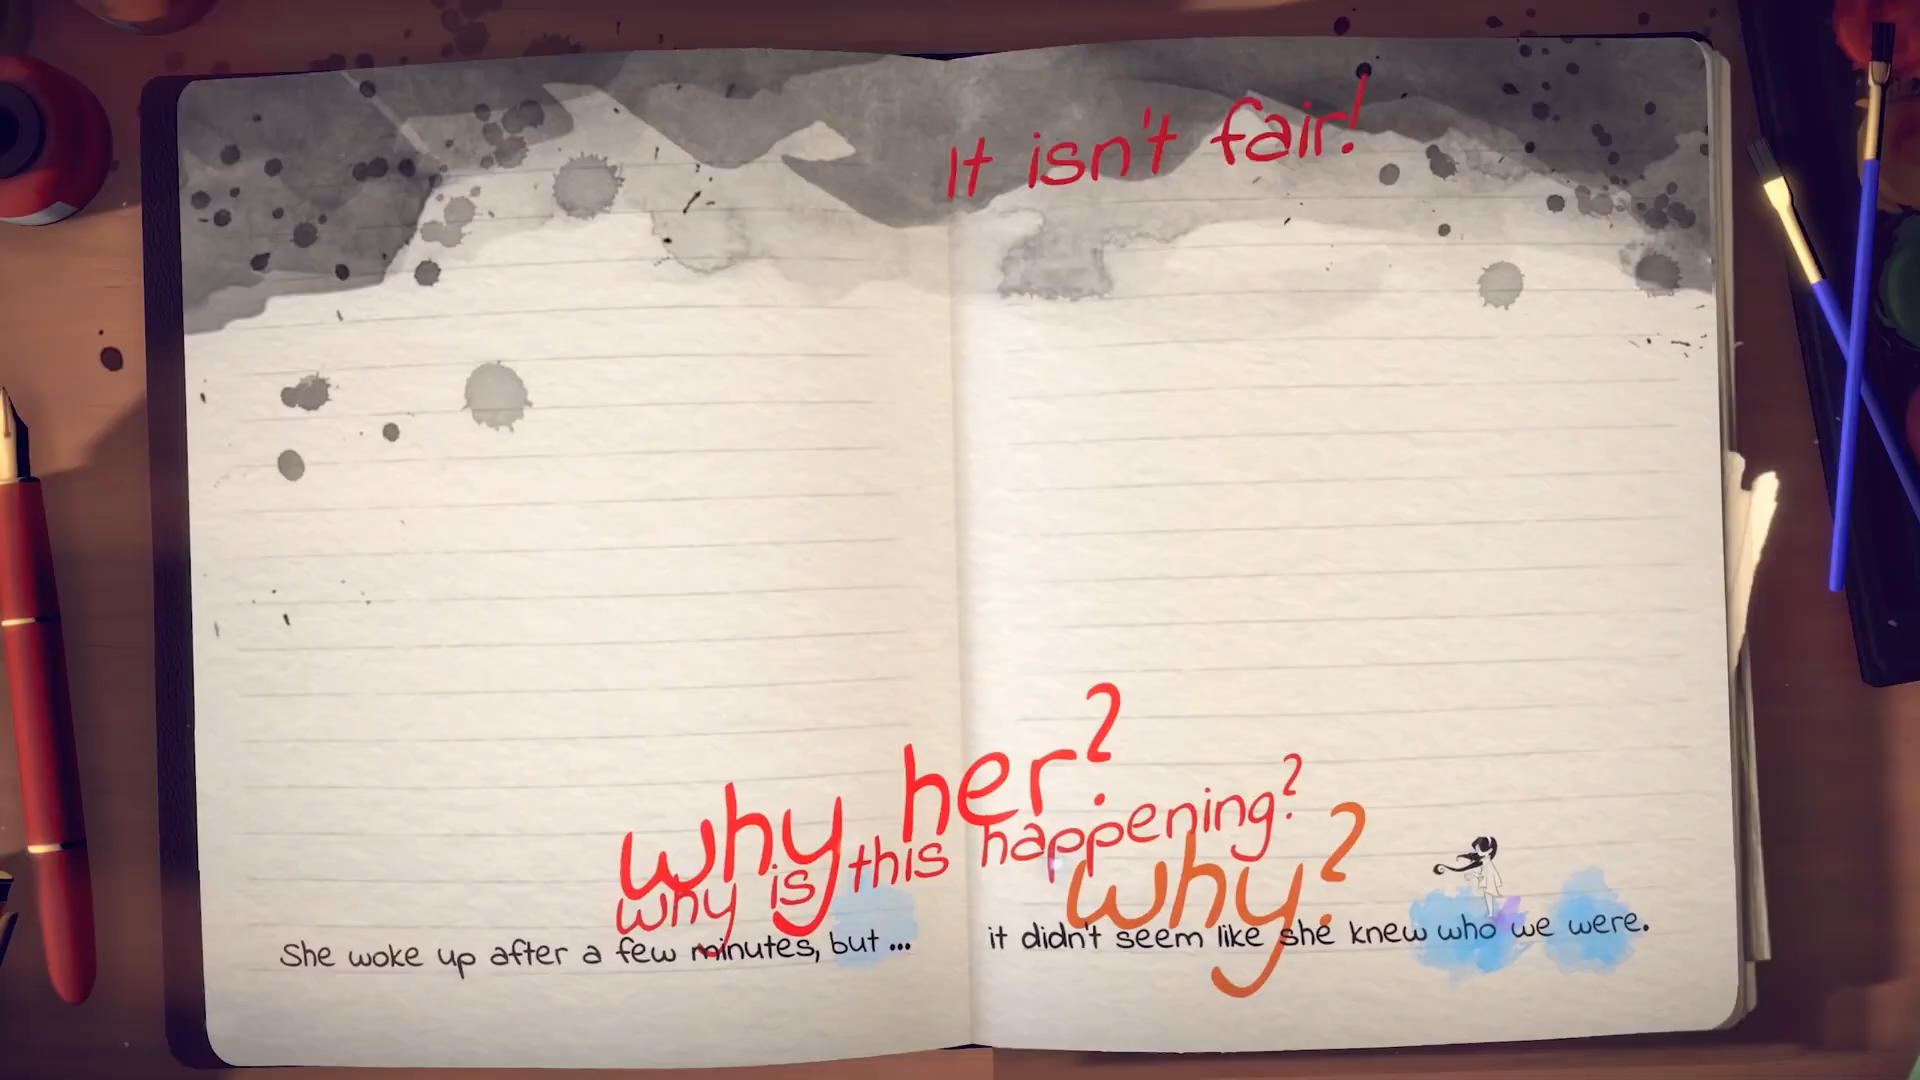 It isn't fair!
why her?
why is this happening?
why?
She woke up after a few minutes, but ...
it didn't seem like she knew who we were.